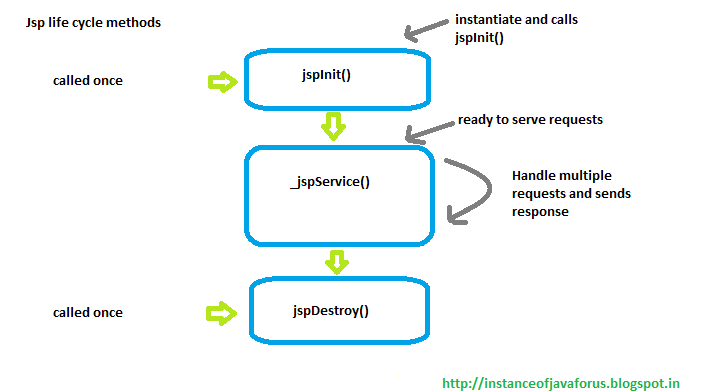 Jsp life cycle methods
instantiate and calls
jspInit()
called once
jspInit()
ready to serve requests
_jspService()
Handle multiple
requests and sends
response
called once
jspDestroy()
http://instanceofjavaforus.blogspot.in